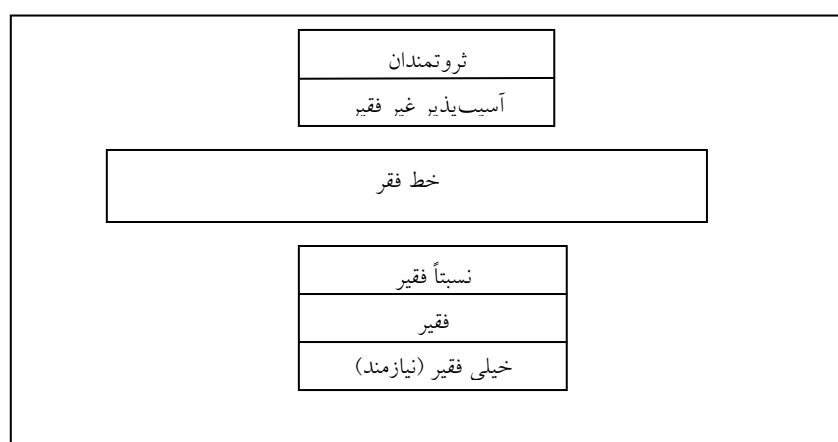 ثروتمندان
آسیب‌پذیر غیر فقیر
خط فقر
نسبتاً فقیر
فقیر
خیلی فقیر (نیازمند)